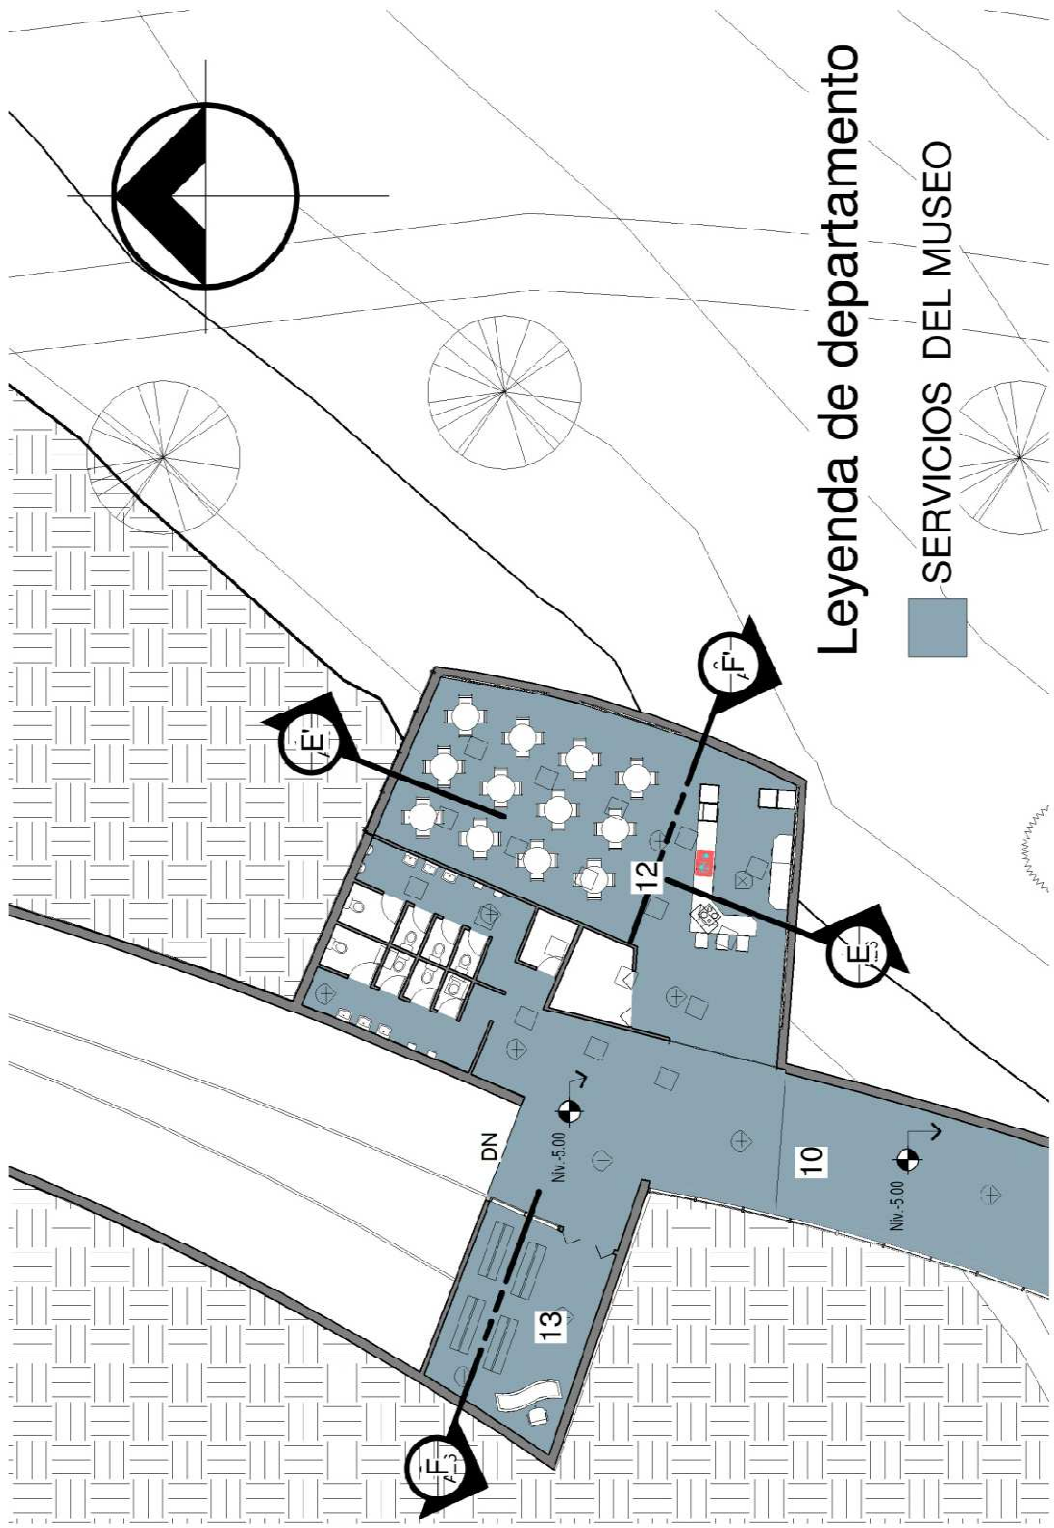 Leyenda de departamento
SERVICIOS DEL MUSEO
E'
F'
12
E
DN
Niv.-5.00
10
Niv.-5.00
13
F